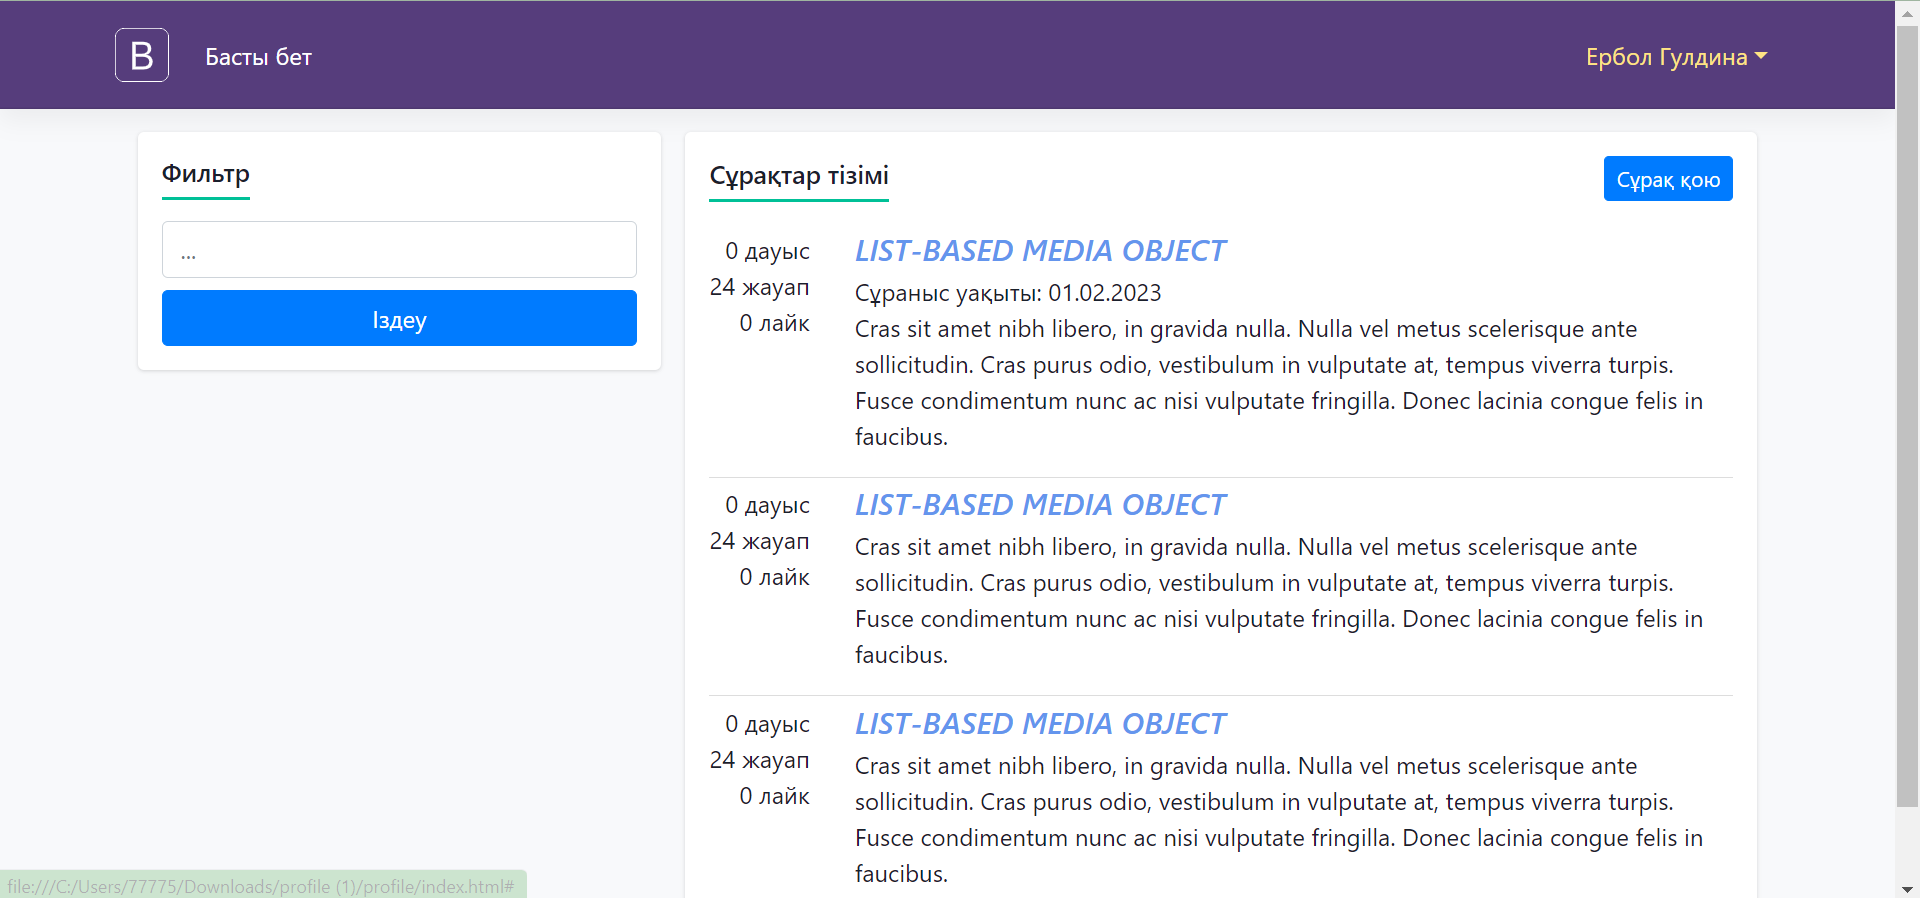 B
Басты бет
Ербол Гулдина
Фильтр
...
Іздеу
Сұрақтар тізімі
Сұрақ қою
0 дауыс
24 жауап
0 лайк
LIST-BASED MEDIA OBJECT
Сұраныс уақыты: 01.02.2023
Cras sit amet nibh libero, in gravida nulla. Nulla vel metus scelerisque ante
sollicitudin. Cras purus odio, vestibulum in vulputate at, tempus viverra turpis.
Fusce condimentum nunc ac nisi vulputate fringilla. Donec lacinia congue felis in
faucibus.
0 дауыс
24 жауап
0 лайк
LIST-BASED MEDIA OBJECT
Cras sit amet nibh libero, in gravida nulla. Nulla vel metus scelerisque ante
sollicitudin. Cras purus odio, vestibulum in vulputate at, tempus viverra turpis.
Fusce condimentum nunc ac nisi vulputate fringilla. Donec lacinia congue felis in
faucibus.
0 дауыс
24 жауап
0 лайк
LIST-BASED MEDIA OBJECT
Cras sit amet nibh libero, in gravida nulla. Nulla vel metus scelerisque ante
sollicitudin. Cras purus odio, vestibulum in vulputate at, tempus viverra turpis.
Fusce condimentum nunc ac nisi vulputate fringilla. Donec lacinia congue felis in
faucibus.
file:///C:/Users/77775/Downloads/profile (1)/profile/index.html#